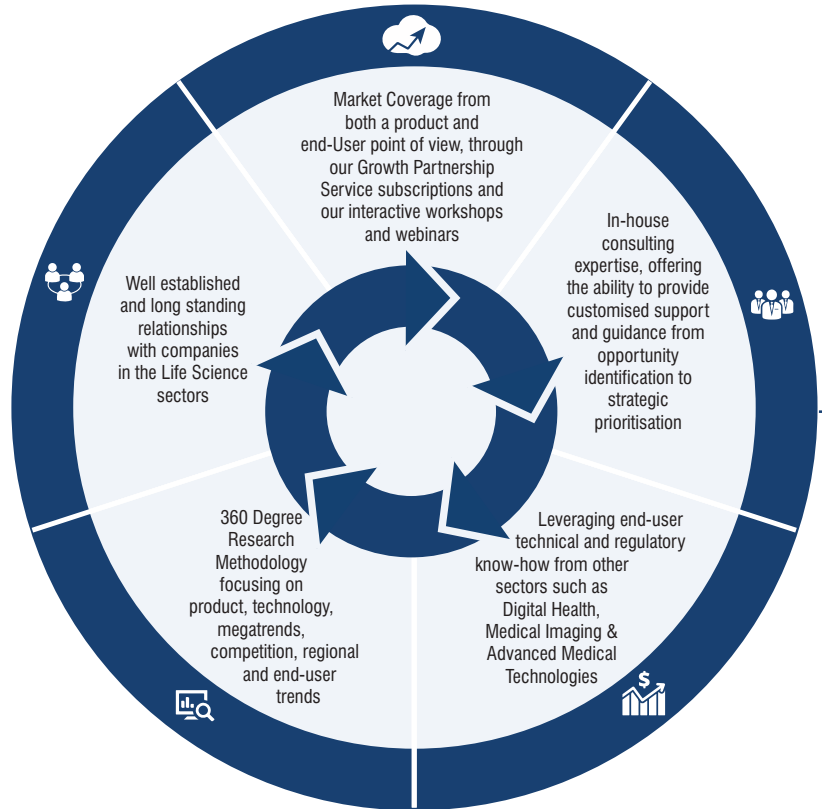 Market Coverage from
both a product and
end-User point of view, through
our Growth Partnership
Service subscriptions and
our interactive workshops
and webinars
In-house
consulting
expertise, offering
the ability to provide
customised support
and guidance from
opportunity
identification to
strategic
prioritisation
Leveraging end-user
technical and regulatory
know-how from other
sectors such as
Digital Health,
Medical Imaging &
Advanced Medical
Technologies
$
360 Degree
Research
Methodology
focusing on
product, technology,
megatrends,
competition, regional
and end-user
trends
Well established
and long standing
relationships
with companies
in the Life Science
sectors